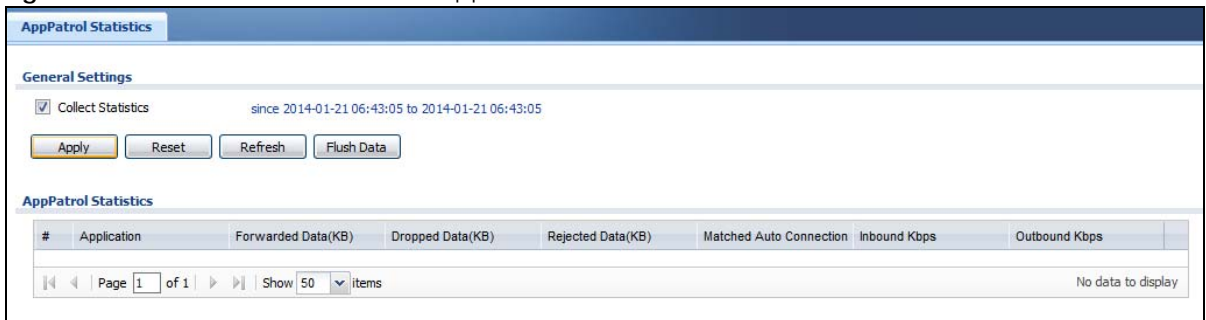 AppPatrol Statistics
General Settings
Collect Statistics since 2014-01-21 06:43:05 to 2014-01-21 06:43:05
Apply Reset Refresh Flush Data
AppPatrol Statistics
# Application Forwarded Data(KB) Dropped Data(KB) Rejected Data(KB) Matched Auto Connection Inbound Kbps Outbound Kbps
Page 1 of 1 Show 50 items No data to display